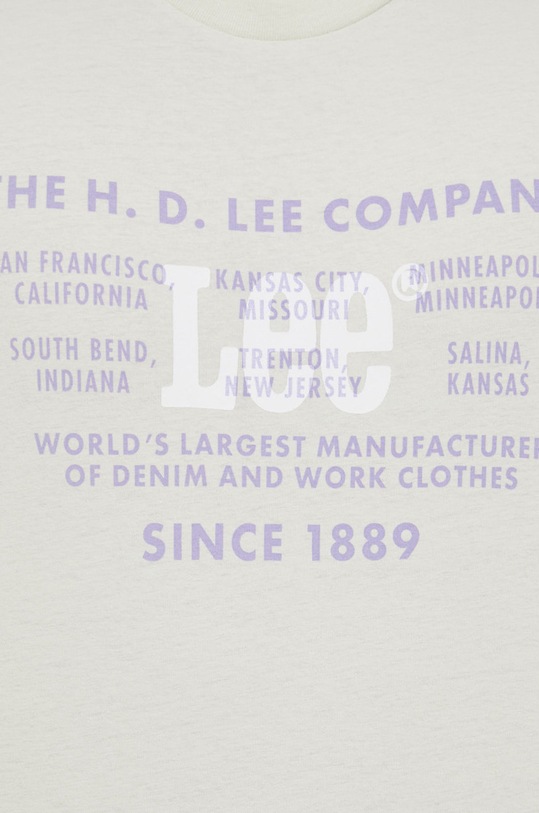 THE H. D. LEE COMPAN
AN FRANCISCO,
CALIFORNIA
KANSAS CITY,
MISSOURI
MINNEAPOL
MINNEAPOL
Lee®
SOUTH BEND,
INDIANA
TRENTON,
NEW JERSEY
SALINA,
KANSAS
WORLD'S LARGEST MANUFACTURER
OF DENIM AND WORK CLOTHES
SINCE 1889